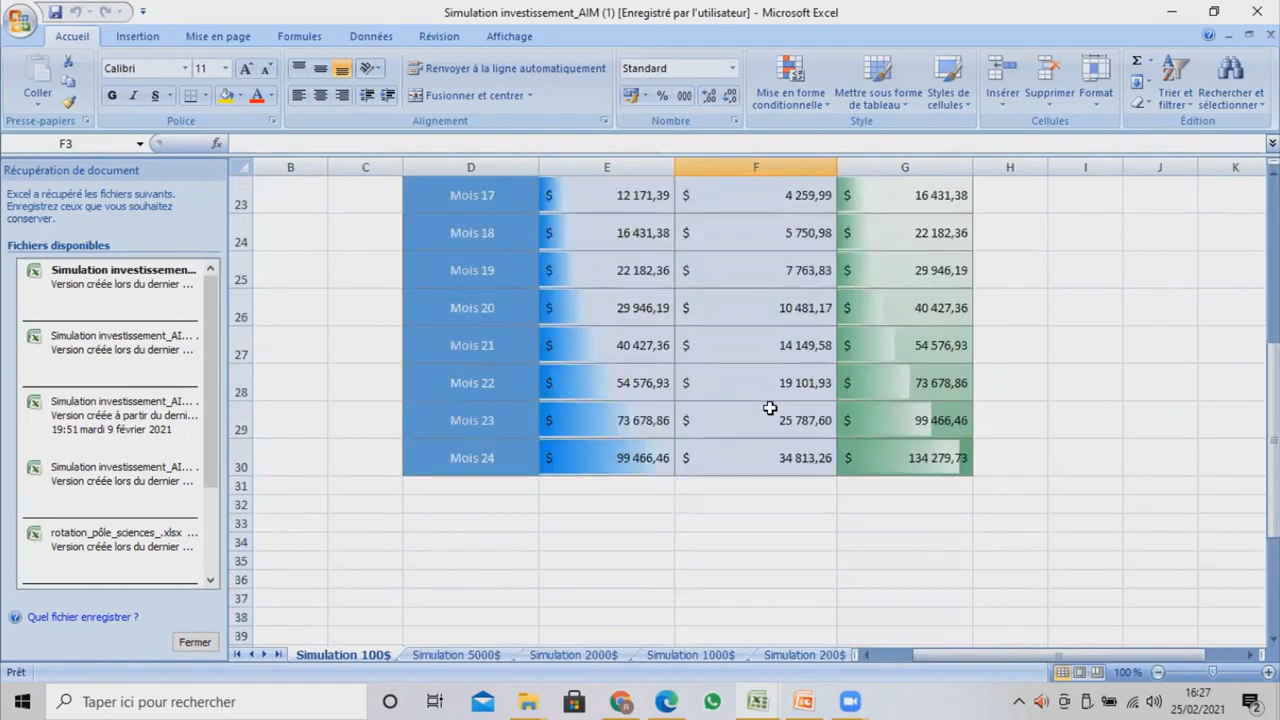 Simulation investissement_AIM (1) [Enregistré par l'utilisateur] - Microsoft Excel
Accueil Insertion Mise en page Formules Données Révision Affichage
Coller
Calibri 11
G I S
Renvoyer à la ligne automatiquement
Fusionner et centrer
Standard
% 000
Mise en forme conditionnelle
Mettre sous forme de tableau
Styles de cellules
Insérer Supprimer Format
Trier et filtrer
Rechercher et sélectionner
Presse-papiers Police Alignement Nombre Style Cellules Édition
F3 fx
Récupération de document
Excel a récupéré les fichiers suivants.
Enregistrez ceux que vous souhaitez
conserver.
Fichiers disponibles
Simulation investissemen...
Version créée lors du dernier ...
Simulation investissement_AI... .
Version créée lors du dernier ...
Simulation investissement_AI... .
Version créée à partir du derni...
19:51 mardi 9 février 2021
Simulation investissement_AI... .
Version créée lors du dernier ...
rotation_pôle_sciences_.xlsx ...
Version créée lors du dernier ...
Quel fichier enregistrer ?
Fermer
B C D E F G H I J K
23 Mois 17 $ 12 171,39 $ 4 259,99 $ 16 431,38
24 Mois 18 $ 16 431,38 $ 5 750,98 $ 22 182,36
25 Mois 19 $ 22 182,36 $ 7 763,83 $ 29 946,19
26 Mois 20 $ 29 946,19 $ 10 481,17 $ 40 427,36
27 Mois 21 $ 40 427,36 $ 14 149,58 $ 54 576,93
28 Mois 22 $ 54 576,93 $ 19 101,93 $ 73 678,86
29 Mois 23 $ 73 678,86 $ 25 787,60 $ 99 466,46
30 Mois 24 $ 99 466,46 $ 34 813,26 $ 134 279,73
31
32
33
34
35
36
37
38
39
Simulation 100$ Simulation 5000$ Simulation 2000$ Simulation 1000$ Simulation 200$
Prêt 100 %
Taper ici pour rechercher
16:27
25/02/2021
2